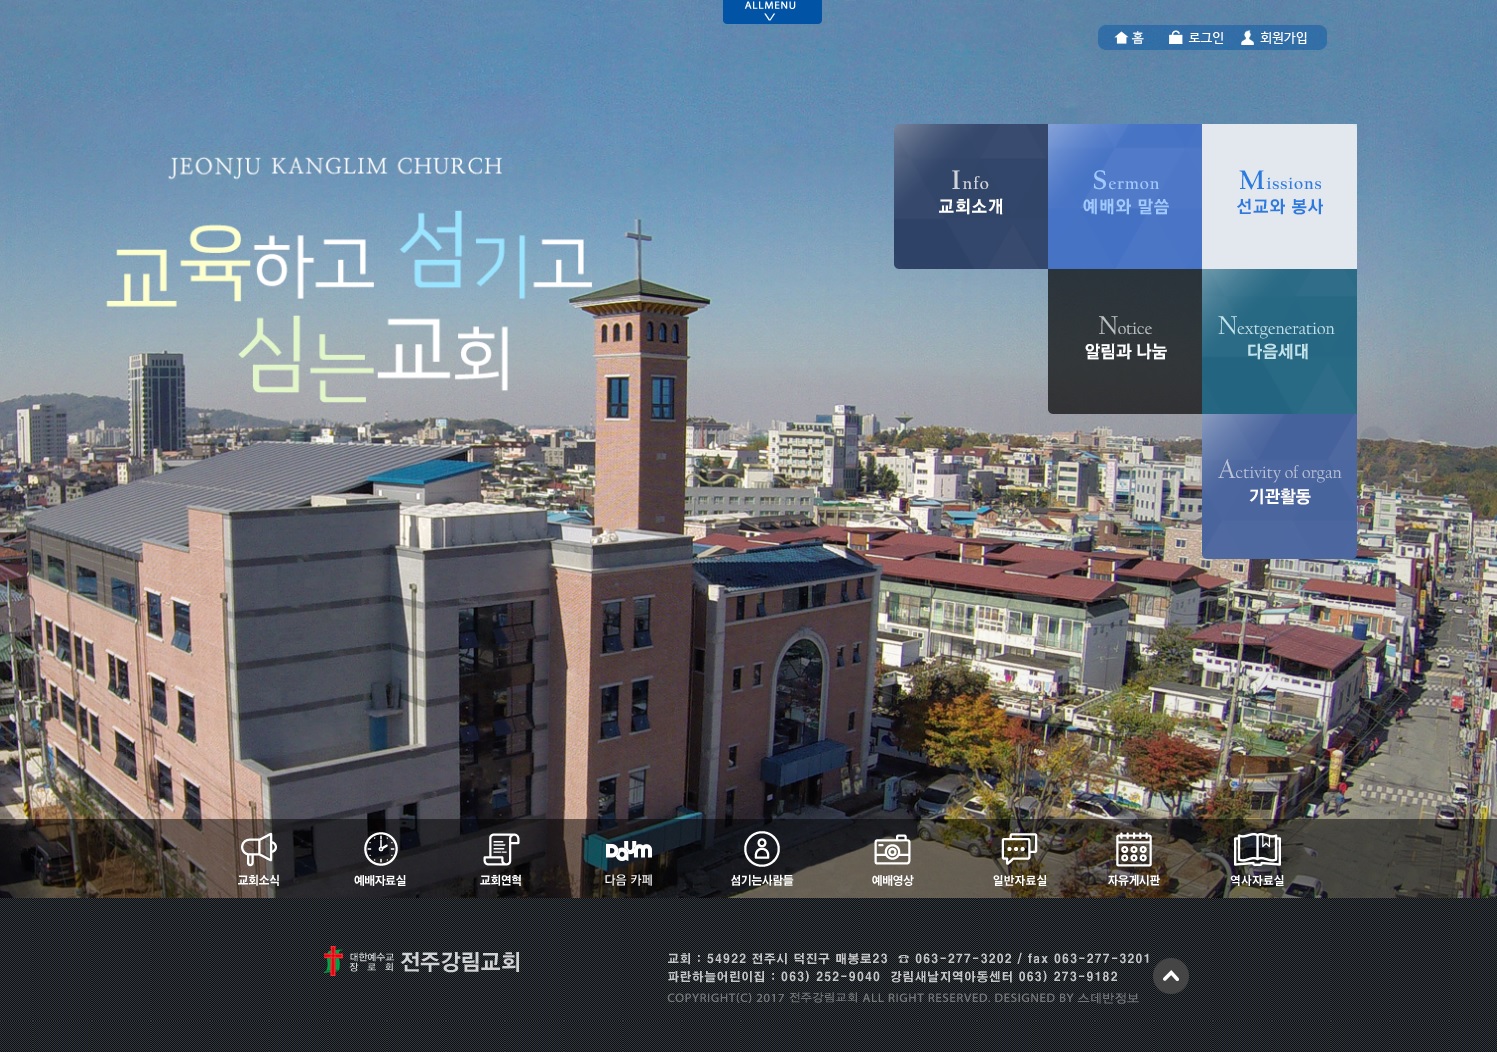 ALLMENU
홈 로그인 회원가입
JEONJU KANGLIM CHURCH
교육하고 섬기고
심는교회
Info
교회소개
Sermon
예배와 말씀
Missions
선교와 봉사
Notice
알림과 나눔
Nextgeneration
다음세대
Activity of organ
기관활동
교회소식
예배자료실
교회연혁
Daum
다음 카페
섬기는사람들
예배영상
일반자료실
자유게시판
역사자료실
대한예수교
장로회
전주강림교회
교회 : 54922 전주시 덕진구 매봉로23 ☎ 063-277-3202 / fax 063-277-3201
파란하늘어린이집 : 063) 252-9040 강림새날지역아동센터 063) 273-9182
COPYRIGHT(C) 2017 전주강림교회 ALL RIGHT RESERVED. DESIGNED BY 스데반정보